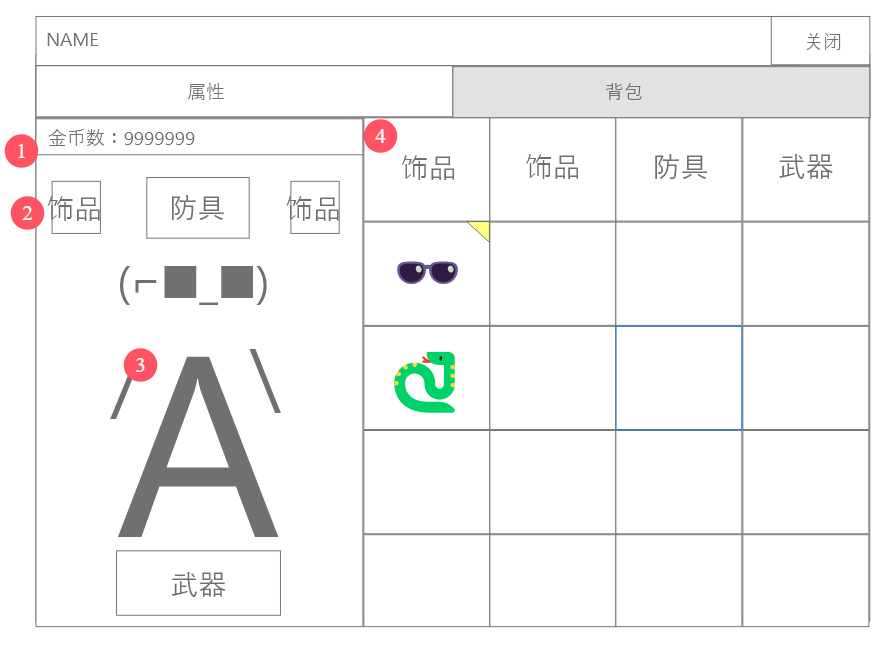 NAME
关闭
属性
背包
1
金币数：9999999
4
饰品
饰品
防具
武器
2
饰品
防具
饰品
(⌐■_■)
3
/
A
\
武器